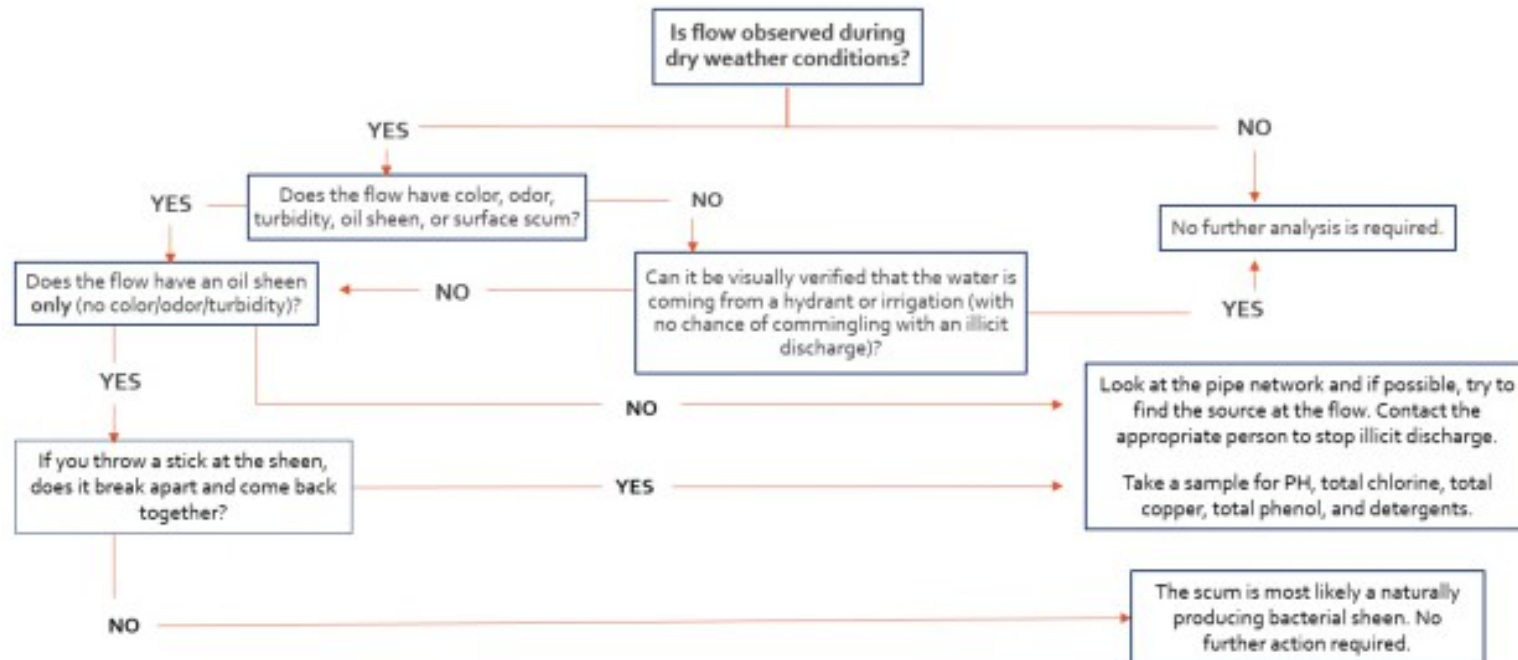 Is flow observed during
dry weather conditions?
YES
NO
Does the flow have color, odor,
turbidity, oil sheen, or surface scum?
YES
NO
No further analysis is required.
Does the flow have an oil sheen
only (no color/odor/turbidity)?
NO
Can it be visually verified that the water is
coming from a hydrant or irrigation (with
no chance of commingling with an illicit
discharge)?
YES
YES
NO
Look at the pipe network and if possible, try to
find the source at the flow. Contact the
appropriate person to stop illicit discharge.
Take a sample for PH, total chlorine, total
copper, total phenol, and detergents.
If you throw a stick at the sheen,
does it break apart and come back
together?
YES
NO
The scum is most likely a naturally
producing bacterial sheen. No
further action required.